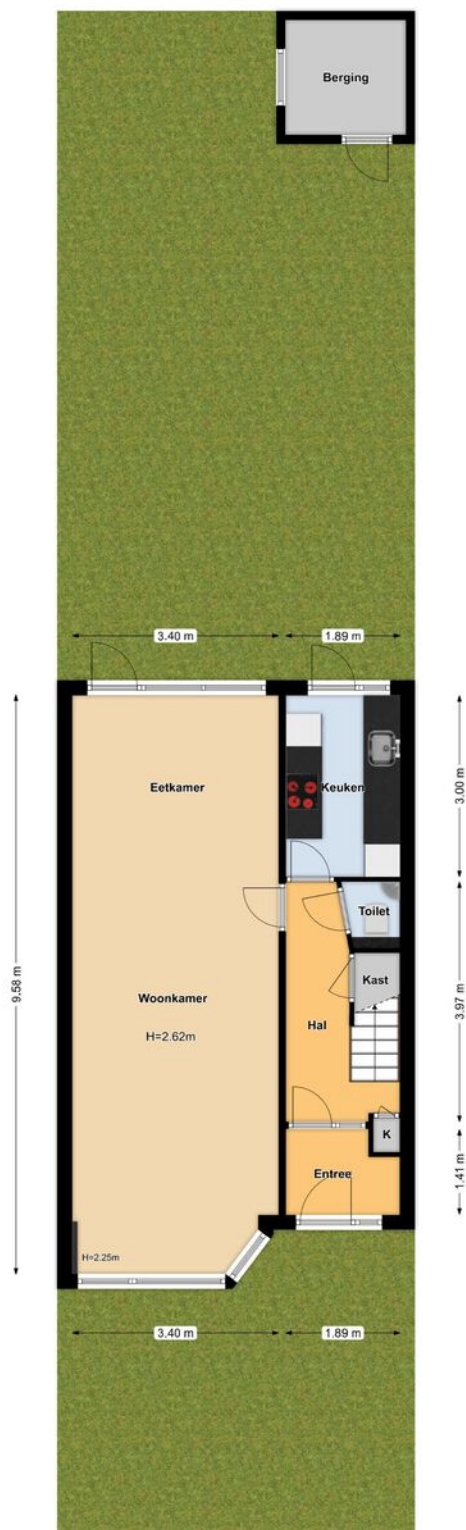 Berging
3.40 m
1.89 m
Eetkamer
Keuken
3.00 m
Toilet
9.58 m
Woonkamer
H=2.62m
Kast
3.97 m
Hal
K
1.41 m
Entree
H=2.25m
3.40 m
1.89 m